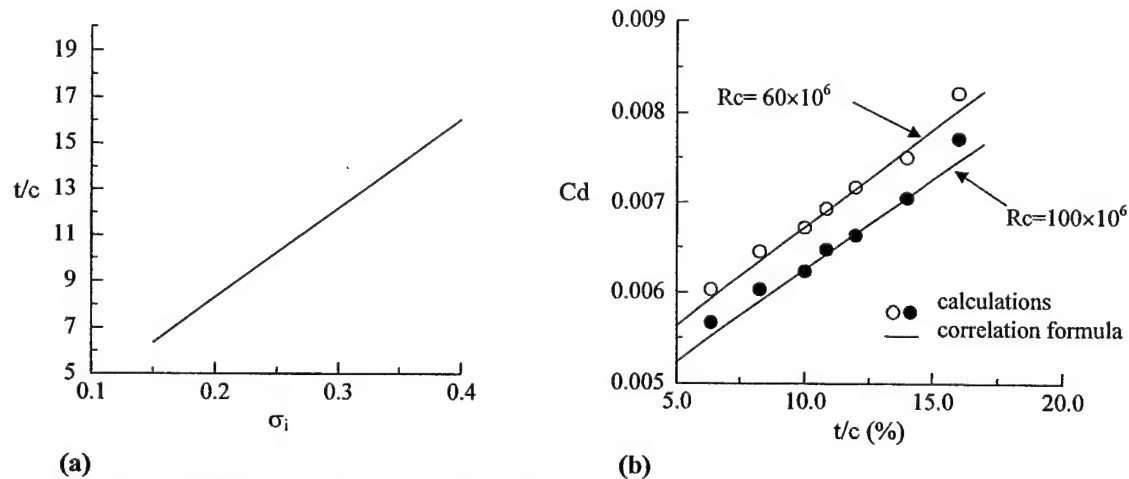 19
17
15
t/c
13
11
9
7
5
0.1
0.2
0.3
0.4
σi
(a)
0.009
0.008
0.007
0.006
0.005
Cd
Rc= 60×10⁶
Rc=100×10⁶
calculations
correlation formula
5.0
10.0
15.0
20.0
t/c (%)
(b)